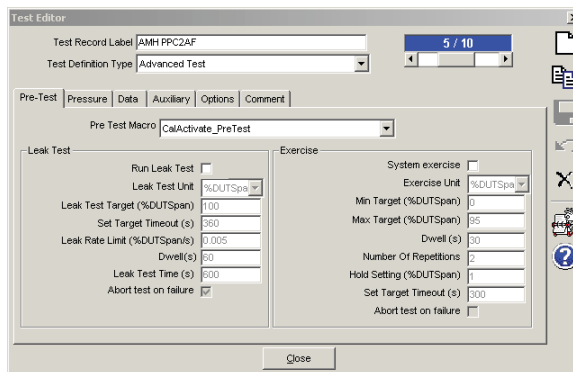 Test Editor
Test Record Label AMH PPC2AF
5 / 10
Test Definition Type Advanced Test
Pre-Test Pressure Data Auxiliary Options Comment
Pre Test Macro CalActivate_PreTest
Leak Test
Run Leak Test
Leak Test Unit %DUTSpa
Leak Test Target (%DUTSpan) 100
Set Target Timeout (s) 360
Leak Rate Limit (%DUTSpan/s) 0.005
Dwell(s) 60
Leak Test Time (s) 600
Abort test on failure
Exercise
System exercise
Exercise Unit %DUTSpa
Min Target (%DUTSpan) 0
Max Target (%DUTSpan) 95
Dwell (s) 30
Number Of Repetitions 2
Hold Setting (%DUTSpan) 1
Set Target Timeout (s) 300
Abort test on failure
Close